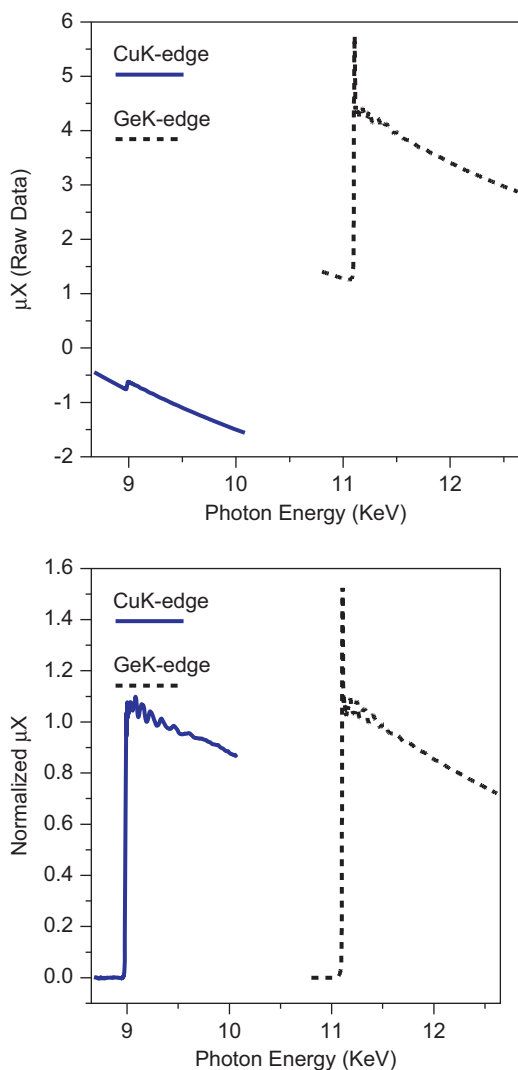 6
5
4
3
2
1
0
-1
-2
μX (Raw Data)
CuK-edge
GeK-edge
9 10 11 12
Photon Energy (KeV)
1.6
1.4
1.2
1.0
0.8
0.6
0.4
0.2
0.0
Normalized μX
CuK-edge
GeK-edge
9 10 11 12
Photon Energy (KeV)